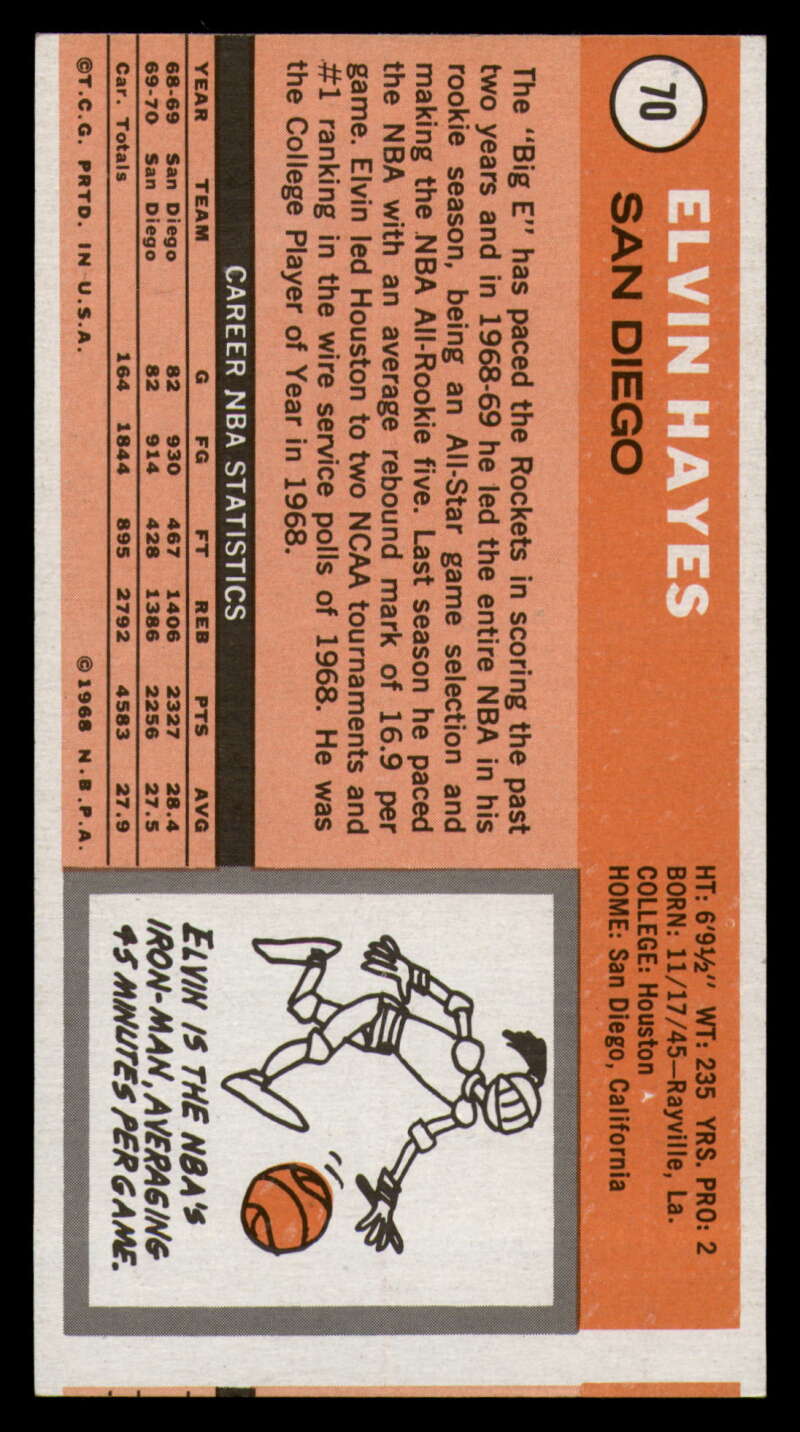 70
ELVIN HAYES
SAN DIEGO
HT: 6'9½" WT: 235 YRS. PRO: 2
BORN: 11/17/45—Rayville, La.
COLLEGE: Houston
HOME: San Diego, California
The "Big E" has paced the Rockets in scoring the past
two years and in 1968-69 he led the entire NBA in his
rookie season, being an All-Star game selection and
making the NBA All-Rookie five. Last season he paced
the NBA with an average rebound mark of 16.9 per
game. Elvin led Houston to two NCAA tournaments and
#1 ranking in the wire service polls of 1968. He was
the College Player of Year in 1968.
CAREER NBA STATISTICS
YEAR TEAM G FG FT REB PTS AVG
68-69 San Diego 82 930 467 1406 2327 28.4
69-70 San Diego 82 914 428 1386 2256 27.5
Car. Totals 164 1844 895 2792 4583 27.9
©T.C.G. PRTD. IN U.S.A. ©1968 N.B.P.A.
ELVIN IS THE NBA'S
IRON-MAN, AVERAGING
45 MINUTES PER GAME.